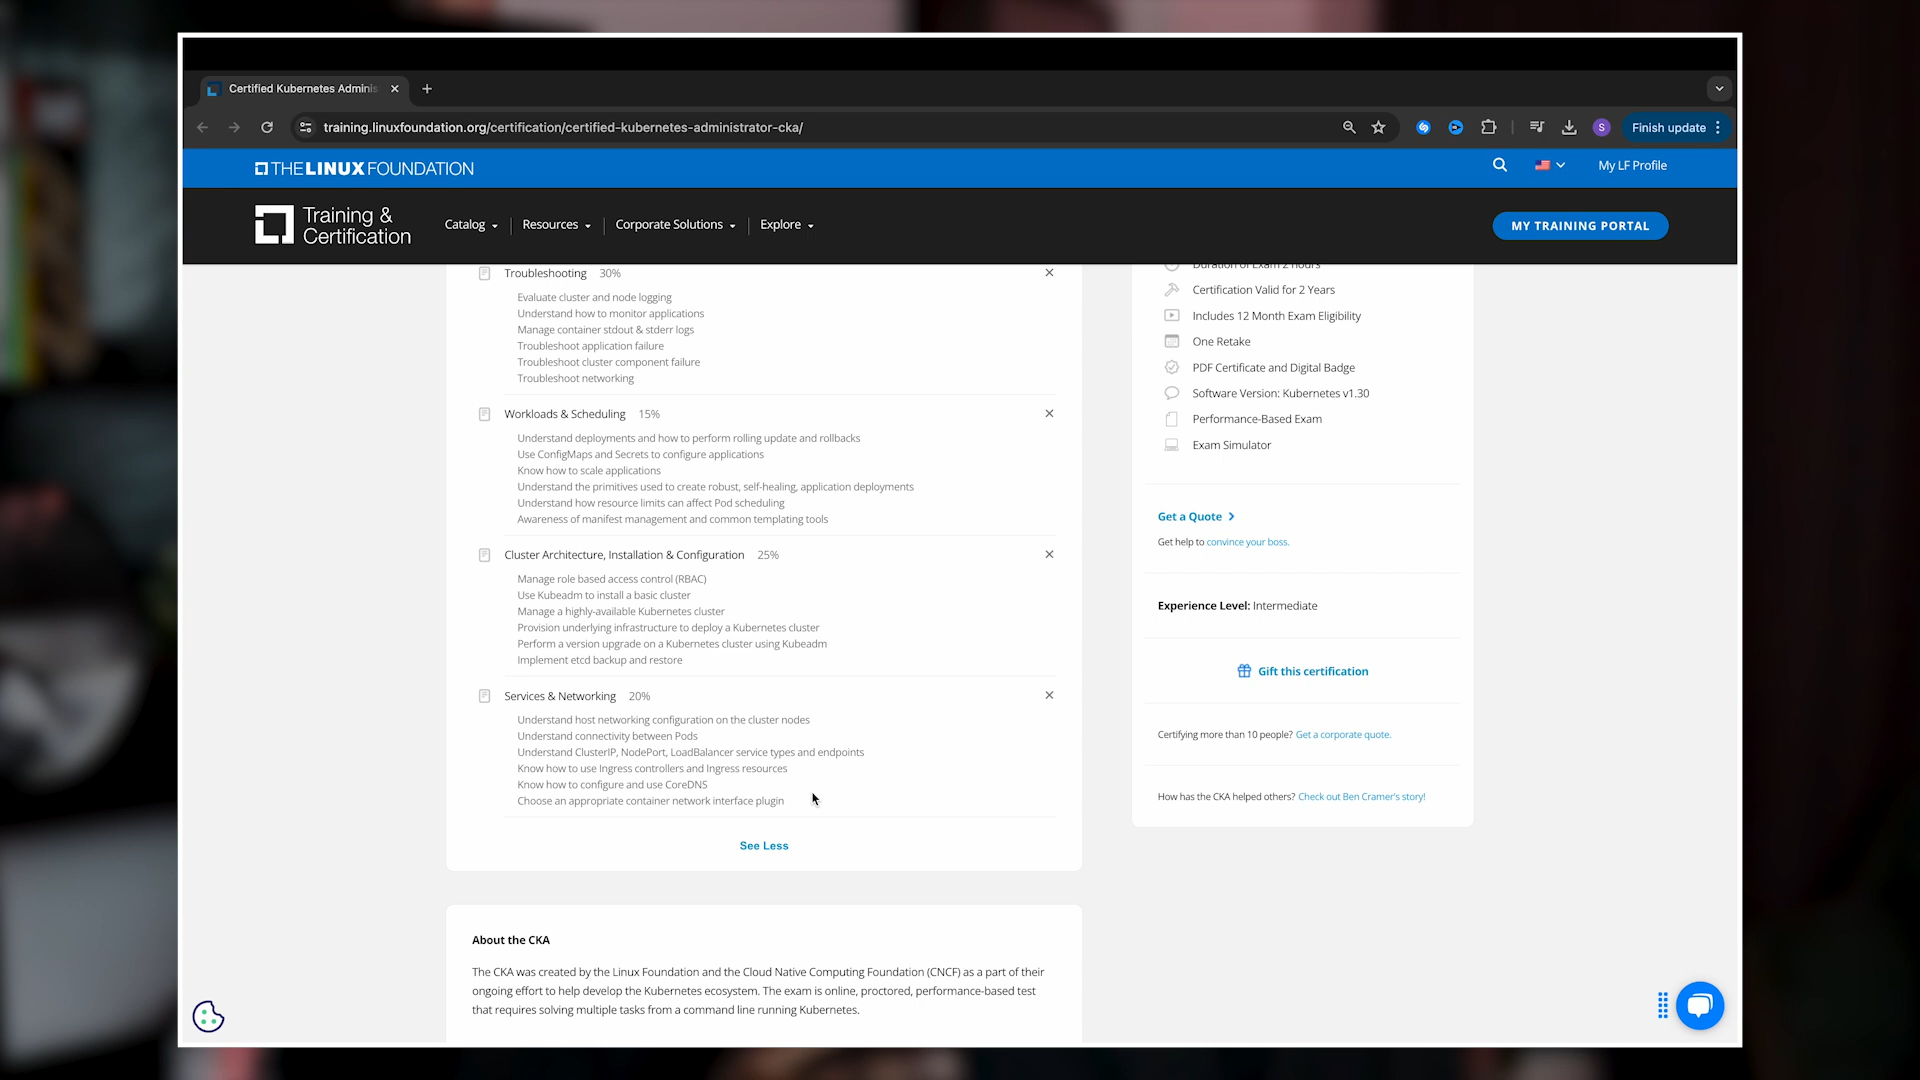 Certified Kubernetes Adminis
training.linuxfoundation.org/certification/certified-kubernetes-administrator-cka/
S
Finish update
THE LINUX FOUNDATION
My LF Profile
Training &
Certification
Catalog
Resources
Corporate Solutions
Explore
MY TRAINING PORTAL
Troubleshooting 30%
Evaluate cluster and node logging
Understand how to monitor applications
Manage container stdout & stderr logs
Troubleshoot application failure
Troubleshoot cluster component failure
Troubleshoot networking
Workloads & Scheduling 15%
Understand deployments and how to perform rolling update and rollbacks
Use ConfigMaps and Secrets to configure applications
Know how to scale applications
Understand the primitives used to create robust, self-healing, application deployments
Understand how resource limits can affect Pod scheduling
Awareness of manifest management and common templating tools
Cluster Architecture, Installation & Configuration 25%
Manage role based access control (RBAC)
Use Kubeadm to install a basic cluster
Manage a highly-available Kubernetes cluster
Provision underlying infrastructure to deploy a Kubernetes cluster
Perform a version upgrade on a Kubernetes cluster using Kubeadm
Implement etcd backup and restore
Services & Networking 20%
Understand host networking configuration on the cluster nodes
Understand connectivity between Pods
Understand ClusterIP, NodePort, LoadBalancer service types and endpoints
Know how to use Ingress controllers and Ingress resources
Know how to configure and use CoreDNS
Choose an appropriate container network interface plugin
See Less
About the CKA
The CKA was created by the Linux Foundation and the Cloud Native Computing Foundation (CNCF) as a part of their
ongoing effort to help develop the Kubernetes ecosystem. The exam is online, proctored, performance-based test
that requires solving multiple tasks from a command line running Kubernetes.
Duration of Exam 2 hours
Certification Valid for 2 Years
Includes 12 Month Exam Eligibility
One Retake
PDF Certificate and Digital Badge
Software Version: Kubernetes v1.30
Performance-Based Exam
Exam Simulator
Get a Quote
Get help to convince your boss.
Experience Level: Intermediate
Gift this certification
Certifying more than 10 people? Get a corporate quote.
How has the CKA helped others? Check out Ben Cramer's story!